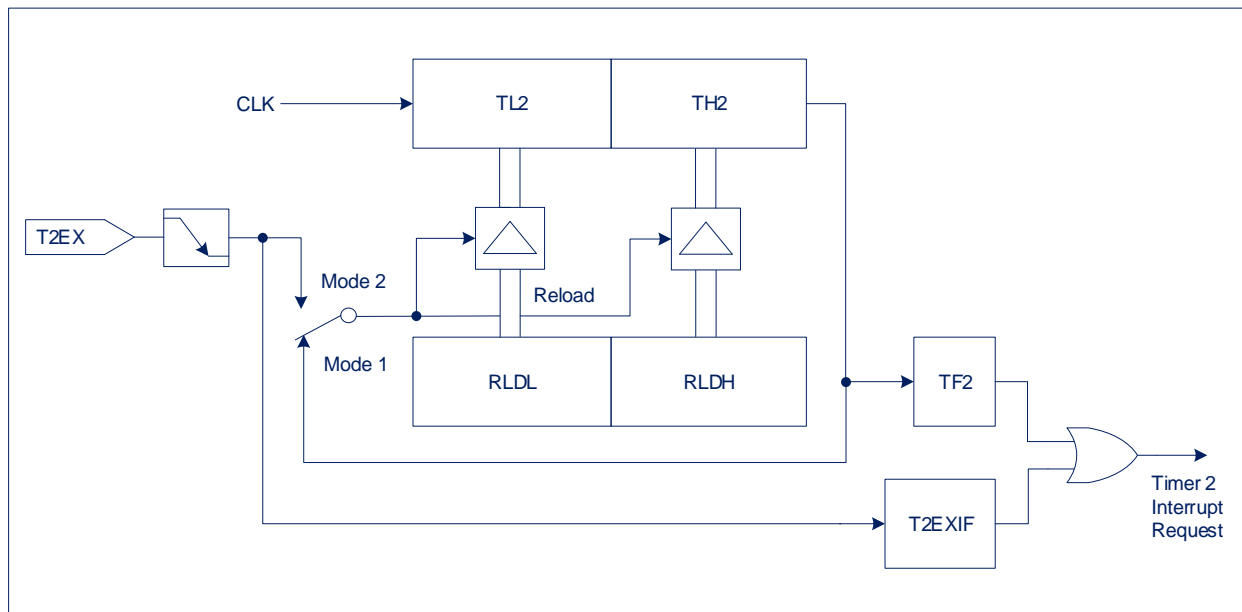 TL2
TH2
CLK
T2EX
Mode 2
Reload
Mode 1
RLDL
RLDH
TF2
T2EXIF
Timer 2
Interrupt
Request